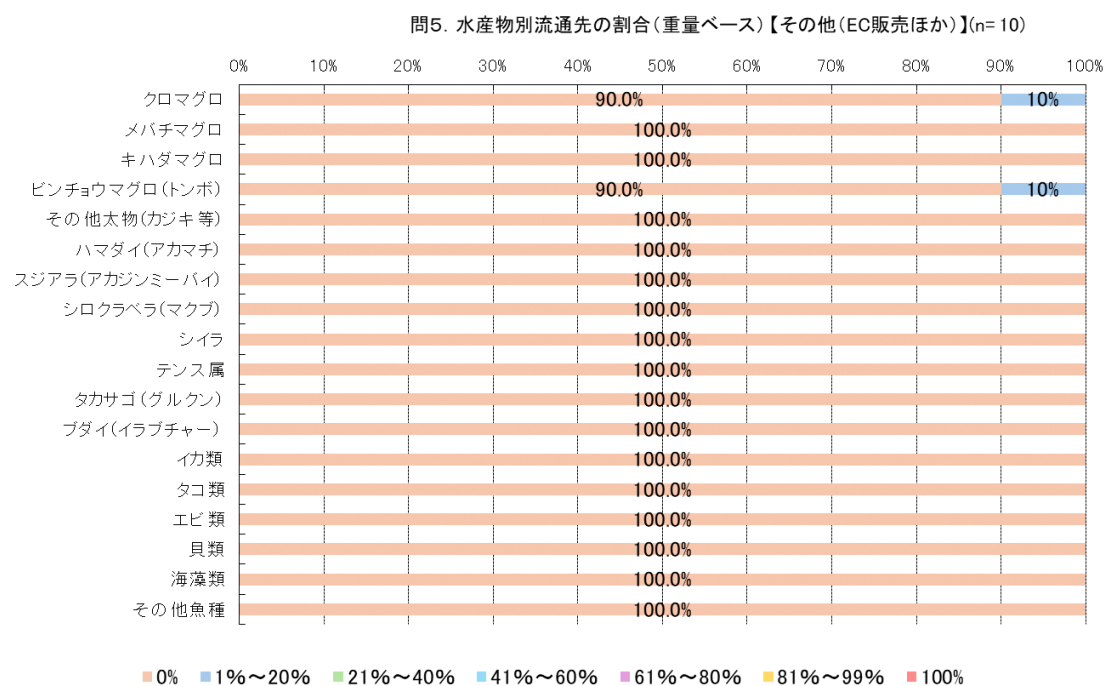 問5．水産物別流通先の割合（重量ベース）【その他（EC販売ほか）】(n=10)
0% 10% 20% 30% 40% 50% 60% 70% 80% 90% 100%
クロマグロ 90.0% 10%
メバチマグロ 100.0%
キハダマグロ 100.0%
ビンチョウマグロ（トンボ） 90.0% 10%
その他太物(カジキ等) 100.0%
ハマダイ(アカマチ) 100.0%
スジアラ(アカジンミーバイ) 100.0%
シロクラベラ(マクブ) 100.0%
シイラ 100.0%
テンス属 100.0%
タカサゴ(グルクン) 100.0%
ブダイ(イラブチャー) 100.0%
イカ類 100.0%
タコ類 100.0%
エビ類 100.0%
貝類 100.0%
海藻類 100.0%
その他魚種 100.0%
0% 1%～20% 21%～40% 41%～60% 61%～80% 81%～99% 100%